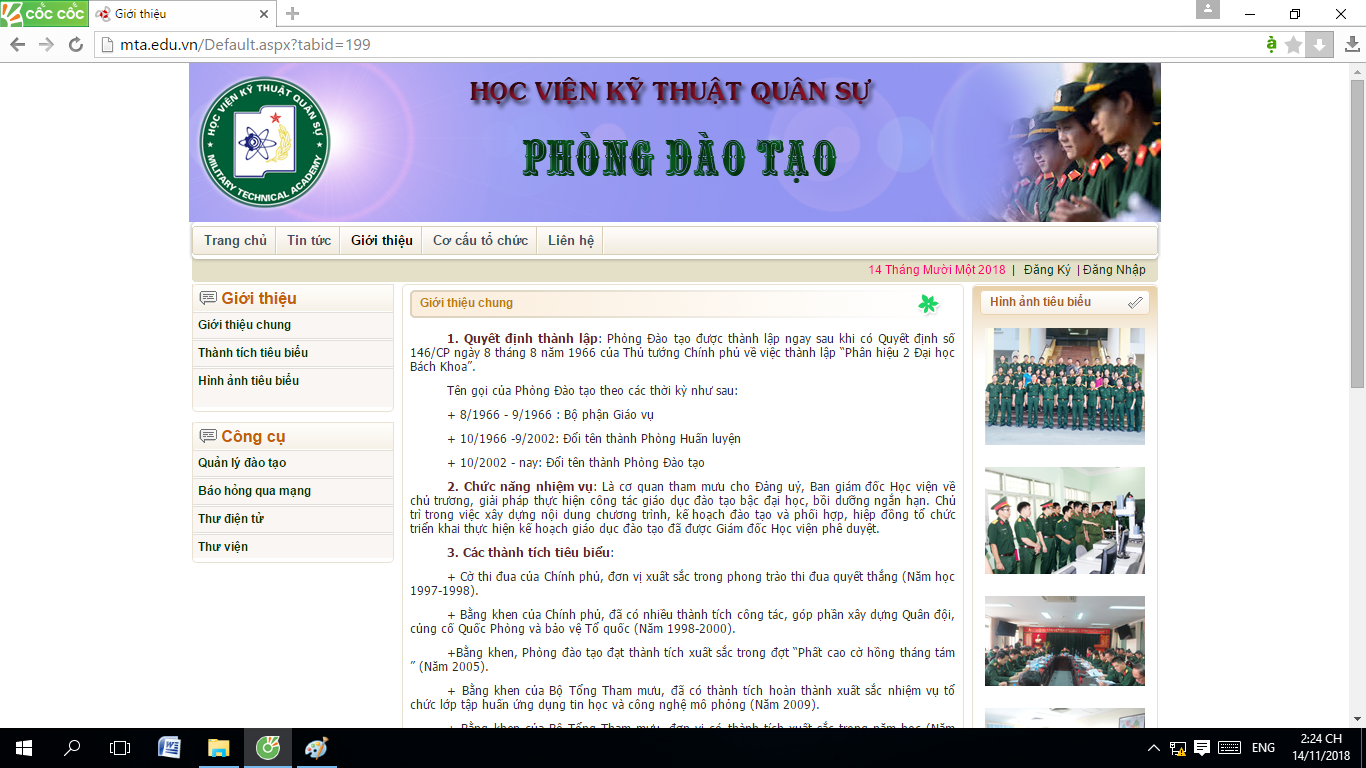 CỐC CỐC
Giới thiệu
mta.edu.vn/Default.aspx?tabid=199
HỌC VIỆN KỸ THUẬT QUÂN SỰ
MILITARY TECHNICAL ACADEMY
HỌC VIỆN KỸ THUẬT QUÂN SỰ
PHÒNG ĐÀO TẠO
Trang chủ Tin tức Giới thiệu Cơ cấu tổ chức Liên hệ
14 Tháng Mười Một 2018 | Đăng Ký | Đăng Nhập
Giới thiệu
Giới thiệu chung
Thành tích tiêu biểu
Hình ảnh tiêu biểu
Công cụ
Quản lý đào tạo
Báo hỏng qua mạng
Thư điện tử
Thư viện
Giới thiệu chung
1. Quyết định thành lập: Phòng Đào tạo được thành lập ngay sau khi có Quyết định số
146/CP ngày 8 tháng 8 năm 1966 của Thủ tướng Chính phủ về việc thành lập “Phân hiệu 2 Đại học
Bách Khoa”.
Tên gọi của Phòng Đào tạo theo các thời kỳ như sau:
+ 8/1966 - 9/1966 : Bộ phận Giáo vụ
+ 10/1966 -9/2002: Đổi tên thành Phòng Huấn luyện
+ 10/2002 - nay: Đổi tên thành Phòng Đào tạo
2. Chức năng nhiệm vụ: Là cơ quan tham mưu cho Đảng uỷ, Ban giám đốc Học viện về
chủ trương, giải pháp thực hiện công tác giáo dục đào tạo bậc đại học, bồi dưỡng ngắn hạn. Chủ
trì trong việc xây dựng nội dung chương trình, kế hoạch đào tạo và phối hợp, hiệp đồng tổ chức
triển khai thực hiện kế hoạch giáo dục đào tạo đã được Giám đốc Học viện phê duyệt.
3. Các thành tích tiêu biểu:
+ Cờ thi đua của Chính phủ, đơn vị xuất sắc trong phong trào thi đua quyết thắng (Năm học
1997-1998).
+ Bằng khen của Chính phủ, đã có nhiều thành tích công tác, góp phần xây dựng Quân đội,
củng cố Quốc Phòng và bảo vệ Tổ quốc (Năm 1998-2000).
+Bằng khen, Phòng đào tạo đạt thành tích xuất sắc trong đợt “Phất cao cờ hồng tháng tám
” (Năm 2005).
+ Bằng khen của Bộ Tổng Tham mưu, đã có thành tích hoàn thành xuất sắc nhiệm vụ tổ
chức lớp tập huấn ứng dụng tin học và công nghệ mô phỏng (Năm 2009).
+ Bằng khen của Bộ Tổng Tham mưu, đơn vị có thành tích xuất sắc trong năm học (Năm
Hình ảnh tiêu biểu
ENG
2:24 CH
14/11/2018